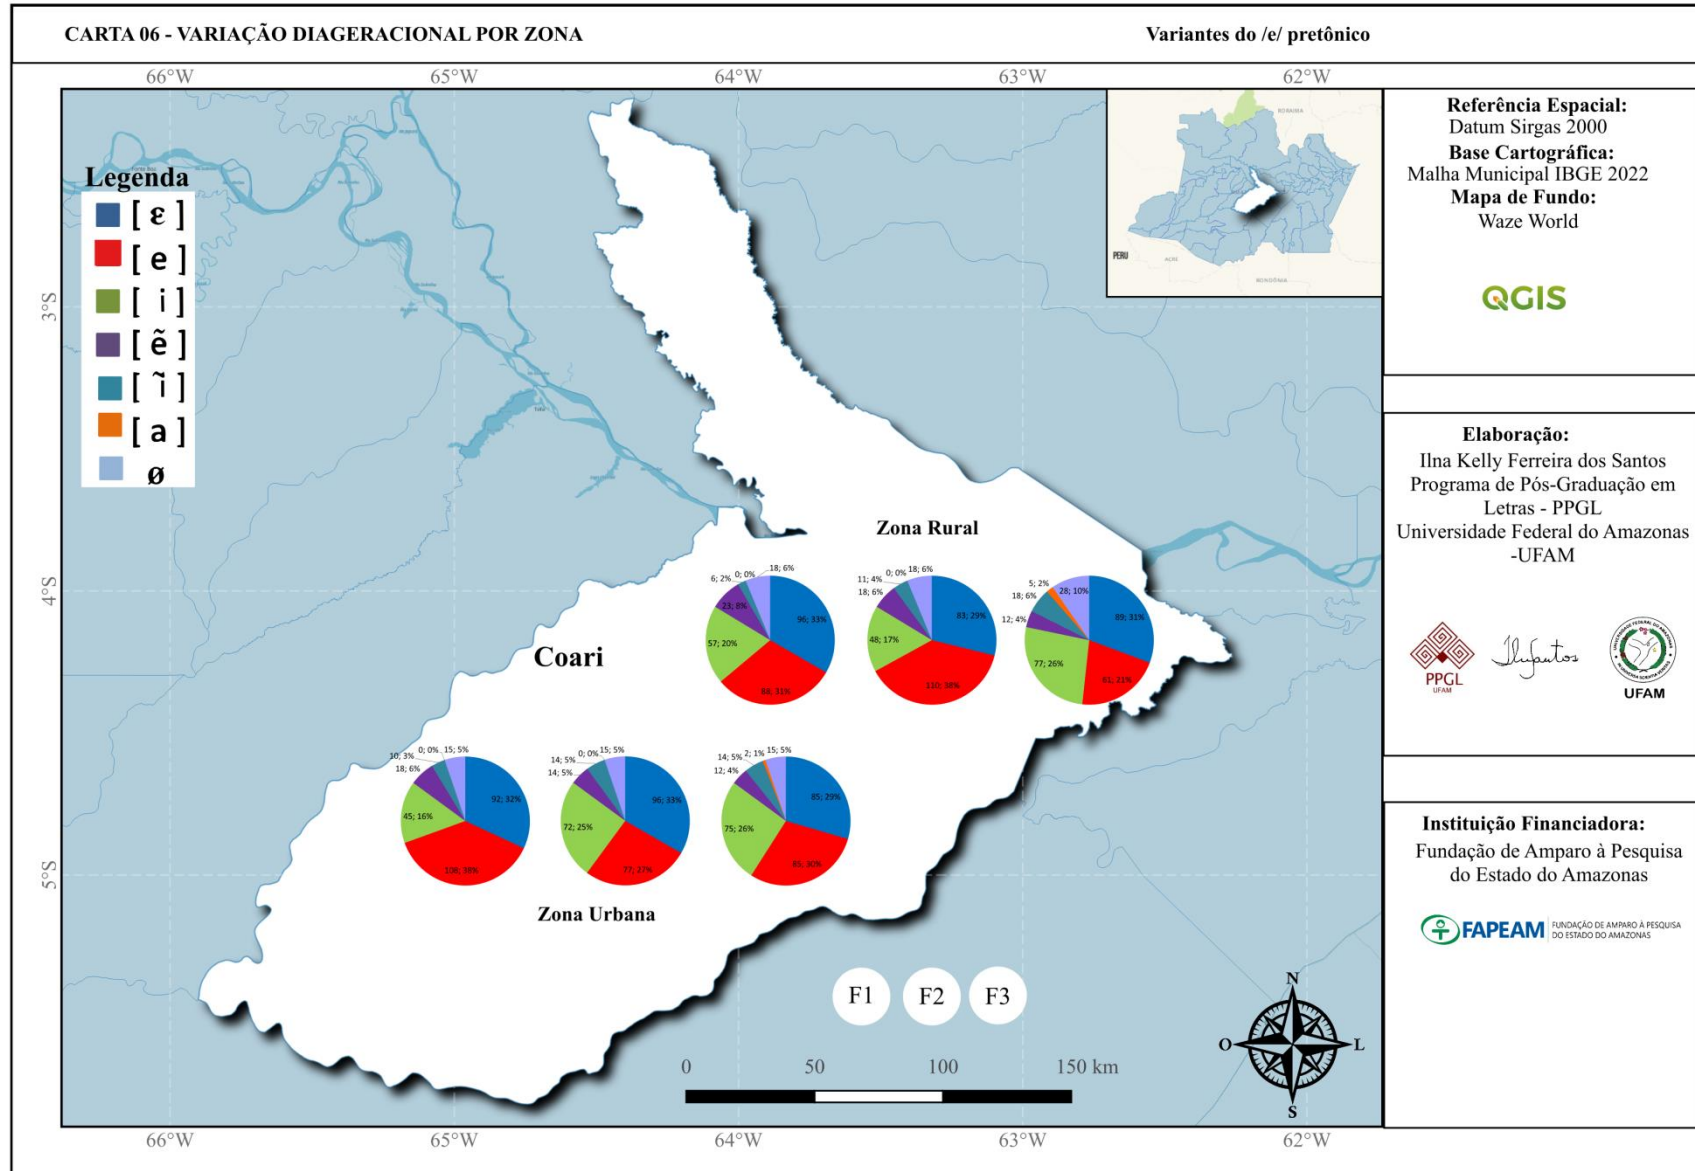 CARTA 06 - VARIAÇÃO DIAGERACIONAL POR ZONA
Variantes do /e/ pretônico
66°W 65°W 64°W 63°W 62°W
3°S
4°S
5°S
Legenda
[ ɛ ]
[ e ]
[ i ]
[ ẽ ]
[ ĩ ]
[ a ]
ø
RORAIMA
PERU
ACRE
RONDÔNIA
Coari
Zona Rural
96; 33%
88; 31%
57; 20%
23; 8%
6; 2%
0; 0%
18; 6%
83; 29%
110; 38%
48; 17%
18; 6%
11; 4%
0; 0%
18; 6%
89; 31%
61; 21%
77; 26%
12; 4%
18; 6%
5; 2%
28; 10%
92; 32%
108; 38%
45; 16%
18; 6%
10; 3%
0; 0%
15; 5%
96; 33%
77; 27%
72; 25%
14; 5%
14; 5%
0; 0%
15; 5%
85; 29%
85; 30%
75; 26%
12; 4%
14; 5%
2; 1%
15; 5%
Zona Urbana
F1 F2 F3
0 50 100 150 km
N
O L
S
66°W 65°W 64°W 63°W 62°W
Referência Espacial:
Datum Sirgas 2000
Base Cartográfica:
Malha Municipal IBGE 2022
Mapa de Fundo:
Waze World
QGIS
Elaboração:
Ilna Kelly Ferreira dos Santos
Programa de Pós-Graduação em
Letras - PPGL
Universidade Federal do Amazonas
-UFAM
PPGL
UFAM
UFAM
Instituição Financiadora:
Fundação de Amparo à Pesquisa
do Estado do Amazonas
FAPEAM
FUNDAÇÃO DE AMPARO À PESQUISA
DO ESTADO DO AMAZONAS